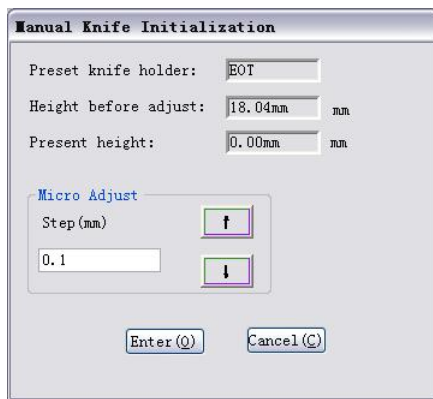 Manual Knife Initialization
Preset knife holder: EOT
Height before adjust: 18.04mm mm
Present height: 0.00mm mm
Micro Adjust
Step(mm)
0.1
Enter(O) Cancel(C)